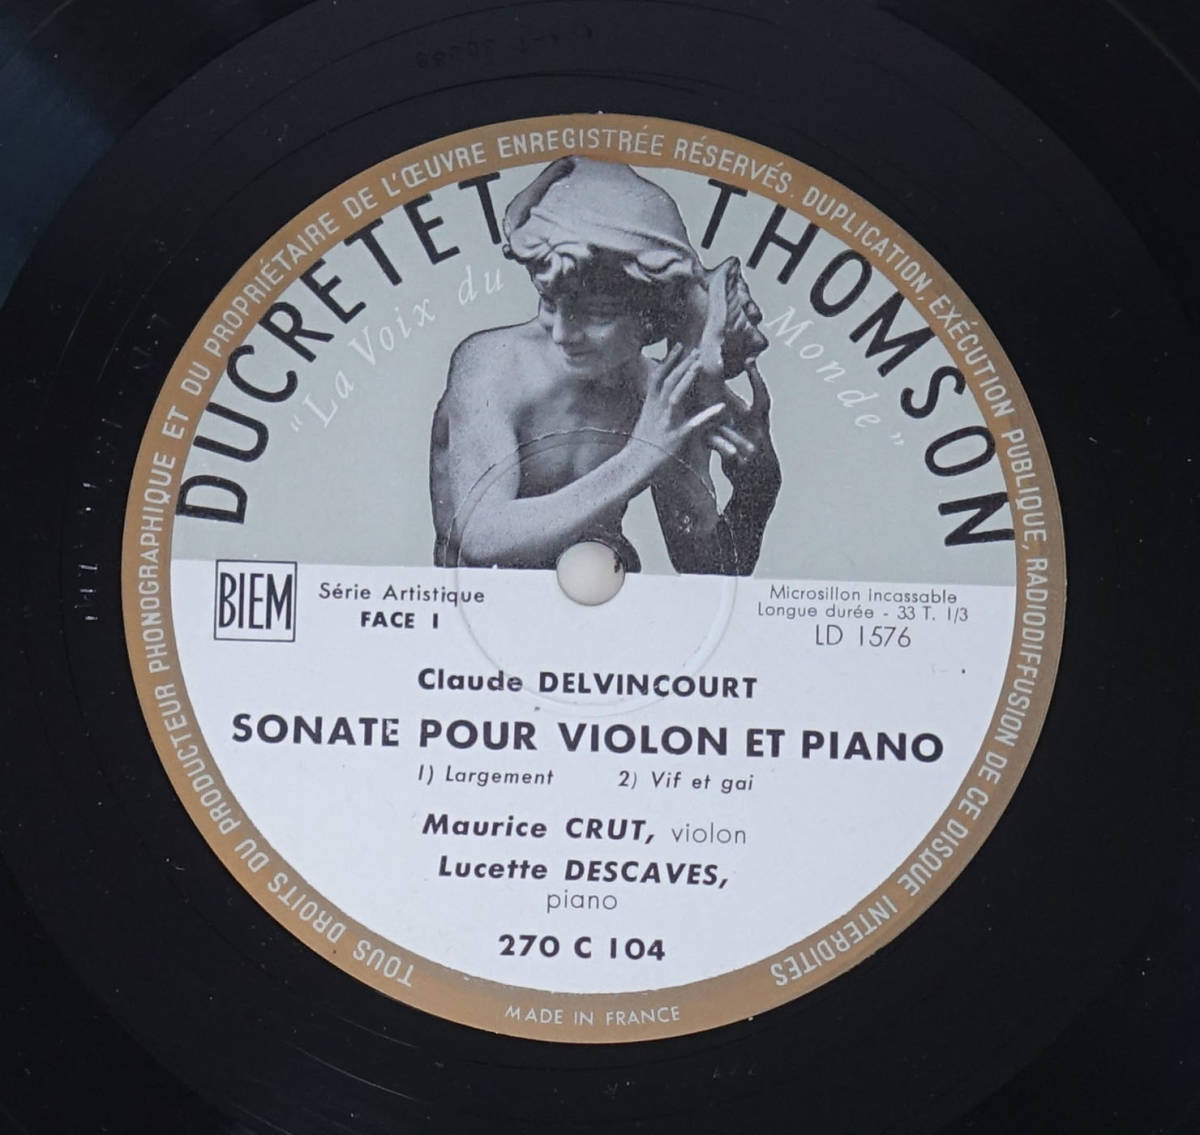 TOUS DROITS DU PRODUCTEUR PHONOGRAPHIQUE ET DU PROPRIÉTAIRE DE L'ŒUVRE ENREGISTRÉE RÉSERVÉS. DUPLICATION, EXÉCUTION PUBLIQUE, RADIODIFFUSION DE CE DISQUE INTERDITES
DUCRETET THOMSON
"La Voix du Monde"
BIEM
Série Artistique
FACE 1
Microsillon incassable
Longue durée - 33 T. 1/3
LD 1576
Claude DELVINCOURT
SONATE POUR VIOLON ET PIANO
1) Largement 2) Vif et gai
Maurice CRUT, violon
Lucette DESCAVES,
piano
270 C 104
MADE IN FRANCE